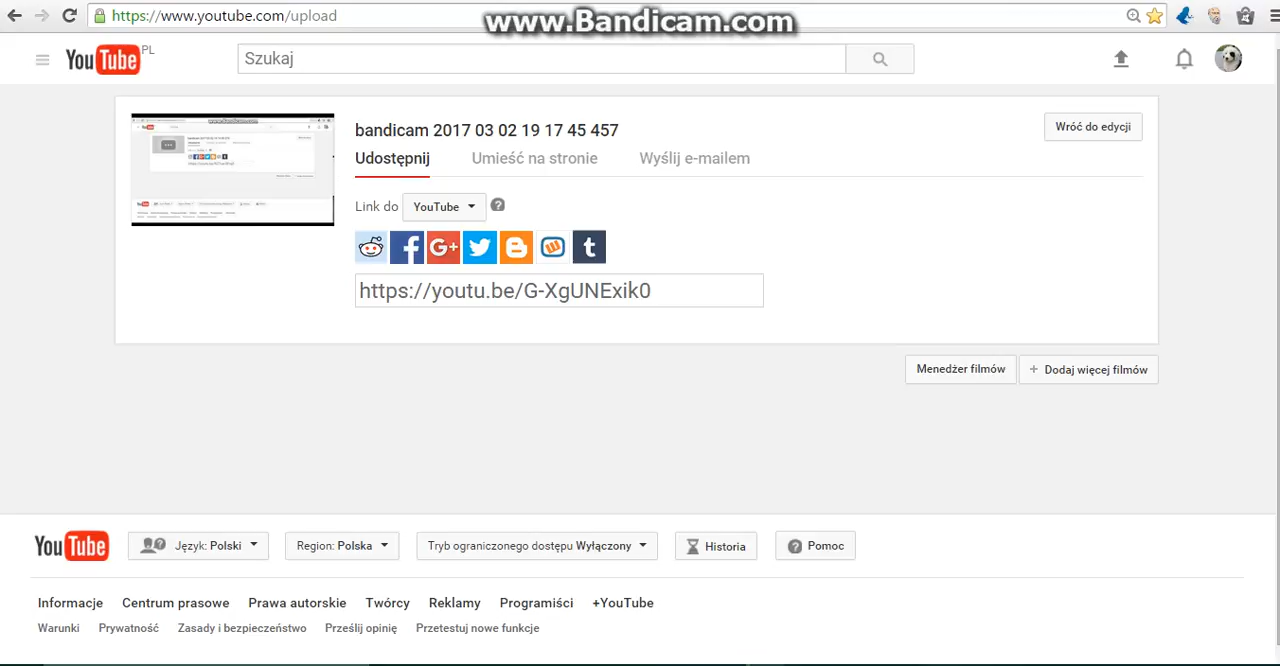 https://www.youtube.com/upload
www.Bandicam.com
YouTube PL
Szukaj
bandicam 2017 03 02 19 17 45 457
Wróć do edycji
Udostępnij Umieść na stronie Wyślij e-mailem
Link do YouTube ?
f G+ t
https://youtu.be/G-XgUNExik0
Menedżer filmów + Dodaj więcej filmów
YouTube Język: Polski Region: Polska Tryb ograniczonego dostępu Wyłączony Historia ? Pomoc
Informacje Centrum prasowe Prawa autorskie Twórcy Reklamy Programiści +YouTube
Warunki Prywatność Zasady i bezpieczeństwo Prześlij opinię Przetestuj nowe funkcje